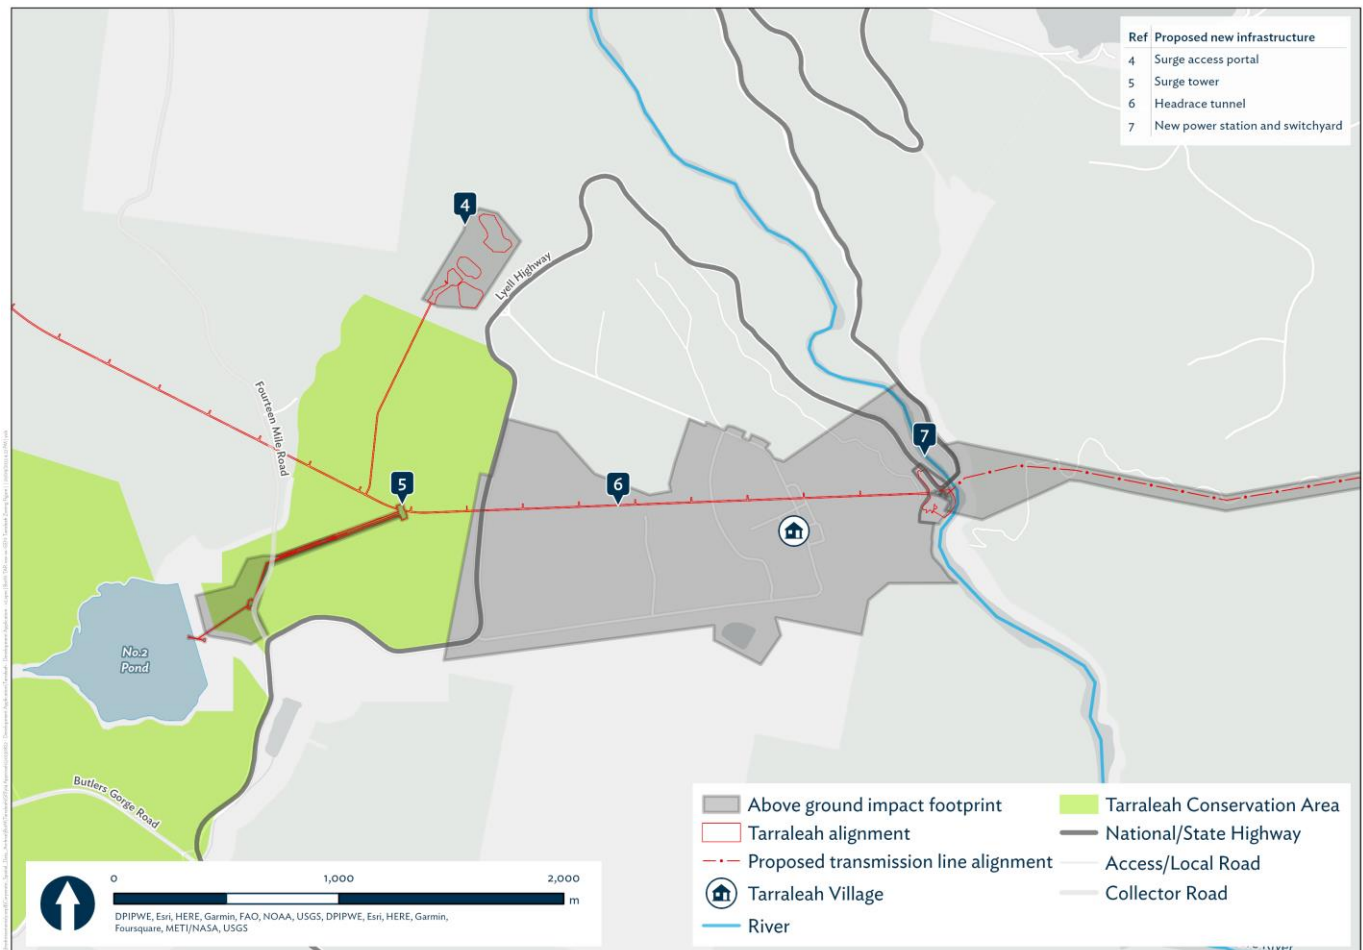 Ref Proposed new infrastructure
4 Surge access portal
5 Surge tower
6 Headrace tunnel
7 New power station and switchyard
4
Lyell Highway
Fourteen Mile Road
7
5
6
No.2
Pond
Butlers Gorge Road
Above ground impact footprint
Tarraleah alignment
Proposed transmission line alignment
Tarraleah Village
River
Tarraleah Conservation Area
National/State Highway
Access/Local Road
Collector Road
0 1,000 2,000
m
DPIPWE, Esri, HERE, Garmin, FAO, NOAA, USGS, DPIPWE, Esri, HERE, Garmin,
Foursquare, METI/NASA, USGS
River